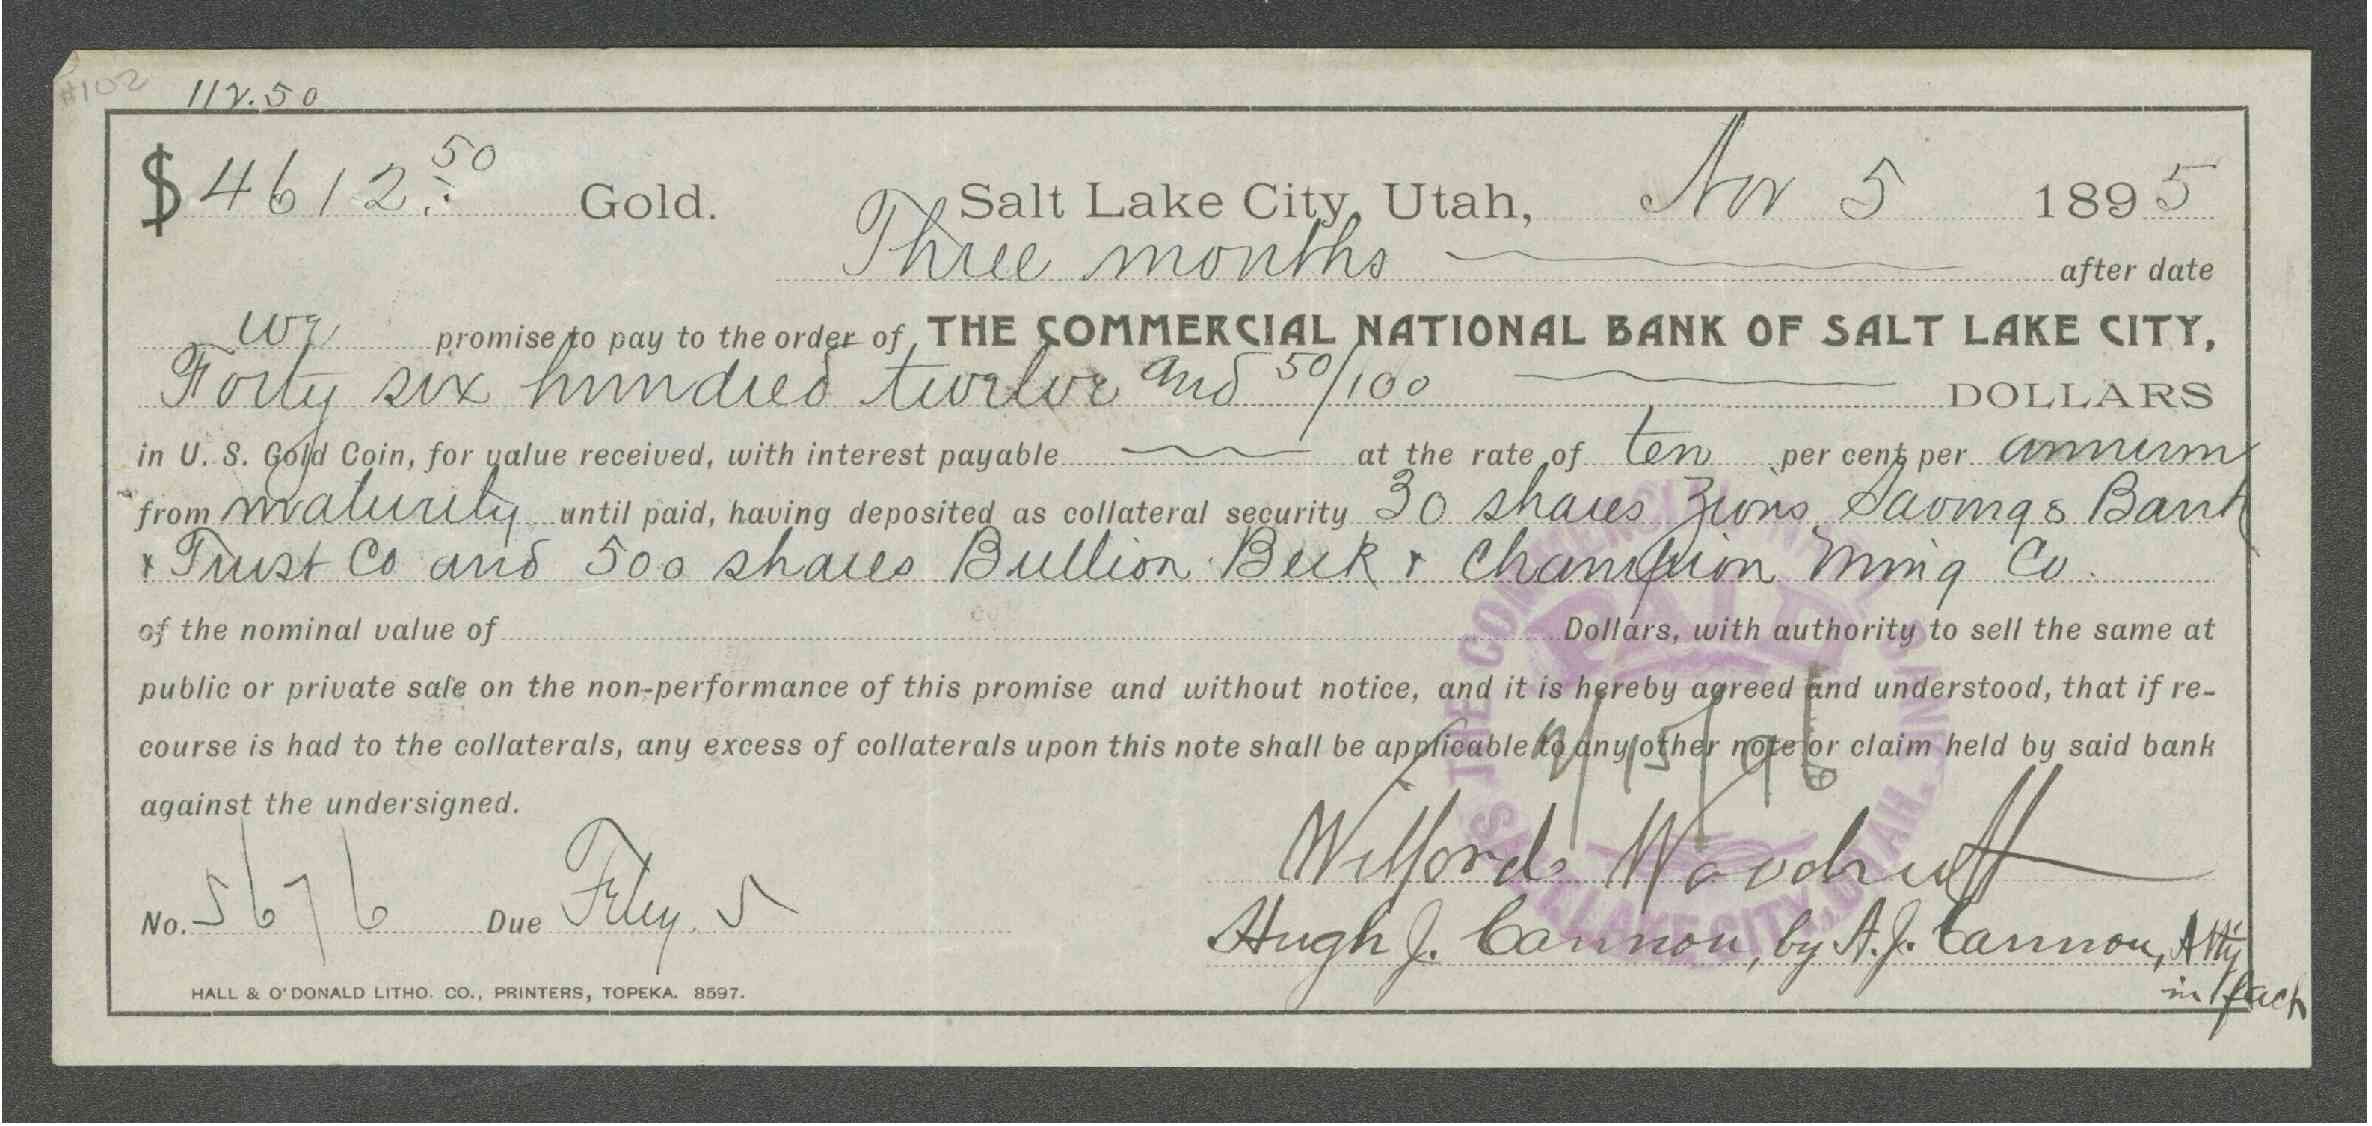 #102
112.50
$ 4612.50 Gold. Salt Lake City, Utah, Nov 5 1895
Three months after date
we promise to pay to the order of THE COMMERCIAL NATIONAL BANK OF SALT LAKE CITY,
Forty six hundred twelve and 50/100 DOLLARS
in U. S. Gold Coin, for value received, with interest payable at the rate of ten per cent per annum
from maturity until paid, having deposited as collateral security 30 shares Zions Savings Bank
& Trust Co and 500 shares Bullion Beck & Champion Ming Co.
of the nominal value of Dollars, with authority to sell the same at
public or private sale on the non-performance of this promise and without notice, and it is hereby agreed and understood, that if re-
course is had to the collaterals, any excess of collaterals upon this note shall be applicable to any other note or claim held by said bank
against the undersigned.
PAID
SALT LAKE CITY, UTAH.
Wilford Woodruff
No. 5676 Due Feby. 5
Hugh J. Cannon, by A. J. Cannon, Atty
in fact
HALL & O'DONALD LITHO. CO., PRINTERS, TOPEKA. 8597.